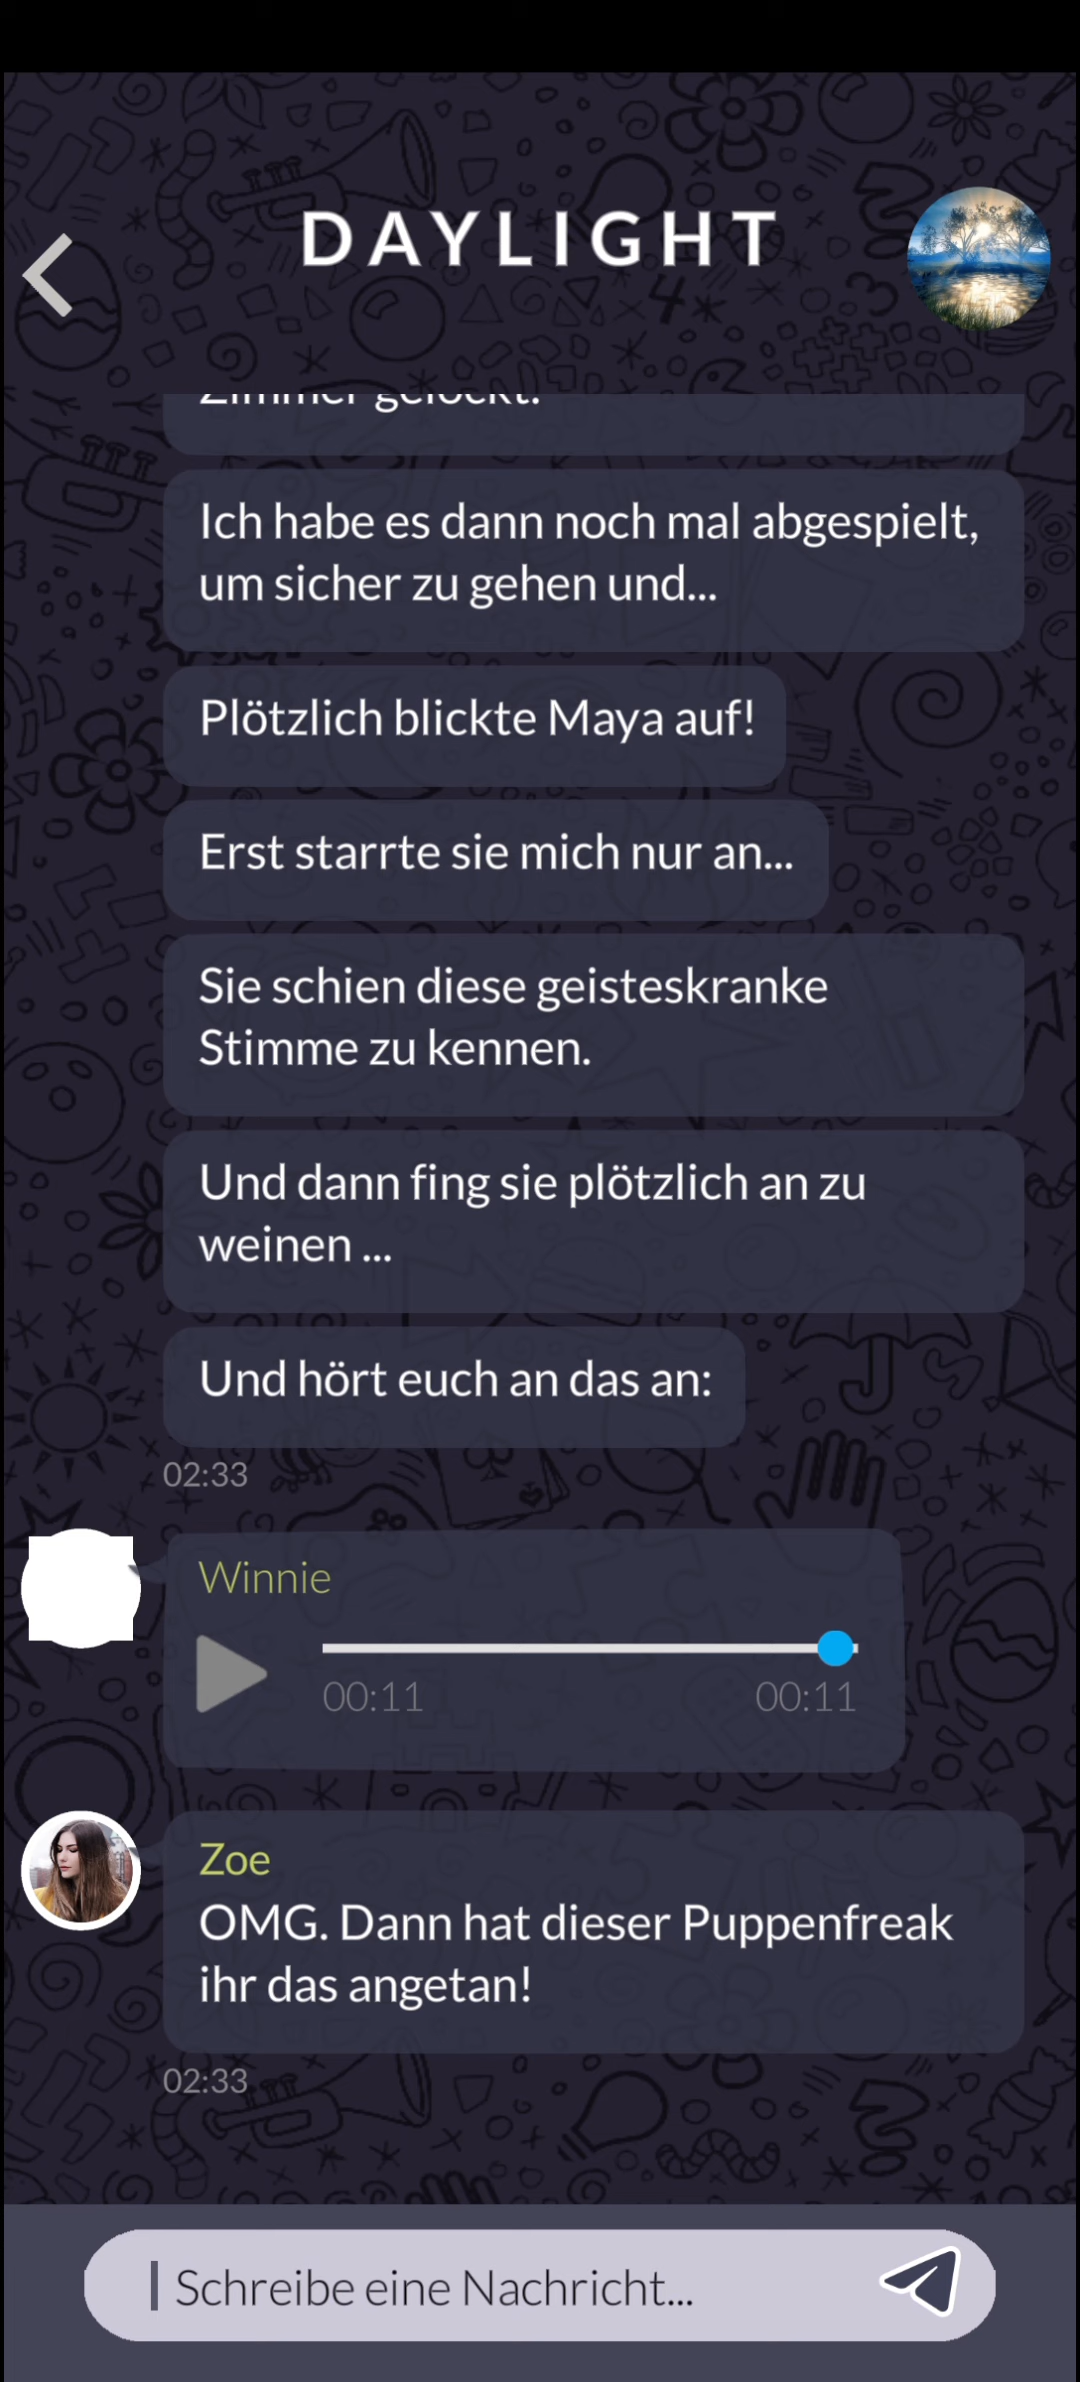 DAYLIGHT
Zimmer gelockt.
Ich habe es dann noch mal abgespielt,
um sicher zu gehen und...
Plötzlich blickte Maya auf!
Erst starrte sie mich nur an...
Sie schien diese geisteskranke
Stimme zu kennen.
Und dann fing sie plötzlich an zu
weinen ...
Und hört euch an das an:
02:33
Winnie
00:11 00:11
Zoe
OMG. Dann hat dieser Puppenfreak
ihr das angetan!
02:33
Schreibe eine Nachricht...